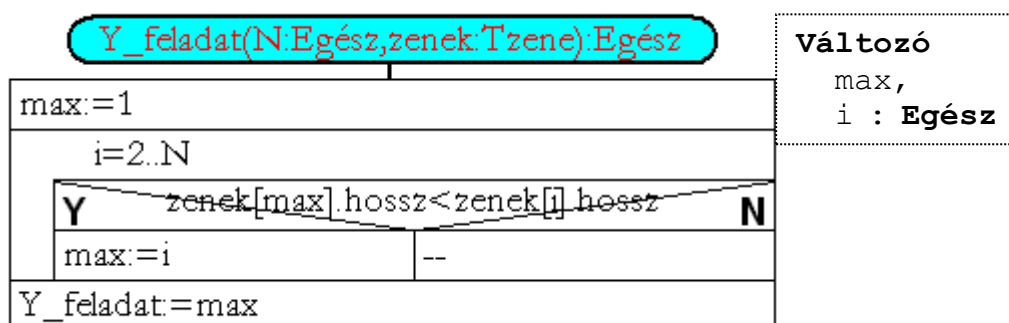 Y_feladat(N:Egész,zenek:Tzene):Egész
Változó
max,
i : Egész
max:=1
i=2..N
Y zenek[max].hossz<zenek[i].hossz N
max:=i
--
Y_feladat:=max